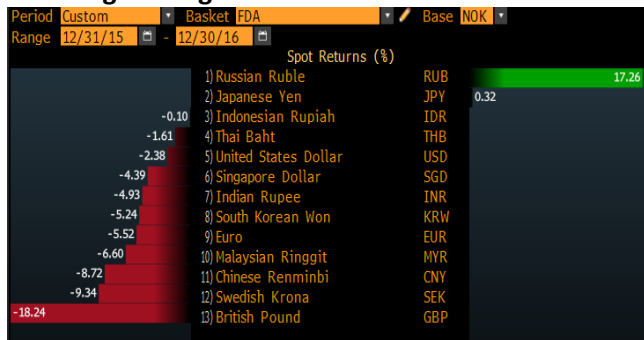 Period Custom Basket FDA Base NOK
Range 12/31/15 - 12/30/16
Spot Returns (%)
1) Russian Ruble RUB 17.26
2) Japanese Yen JPY 0.32
-0.10 3) Indonesian Rupiah IDR
-1.61 4) Thai Baht THB
-2.38 5) United States Dollar USD
-4.39 6) Singapore Dollar SGD
-4.93 7) Indian Rupee INR
-5.24 8) South Korean Won KRW
-5.52 9) Euro EUR
-6.60 10) Malaysian Ringgit MYR
-8.72 11) Chinese Renminbi CNY
-9.34 12) Swedish Krona SEK
-18.24 13) British Pound GBP